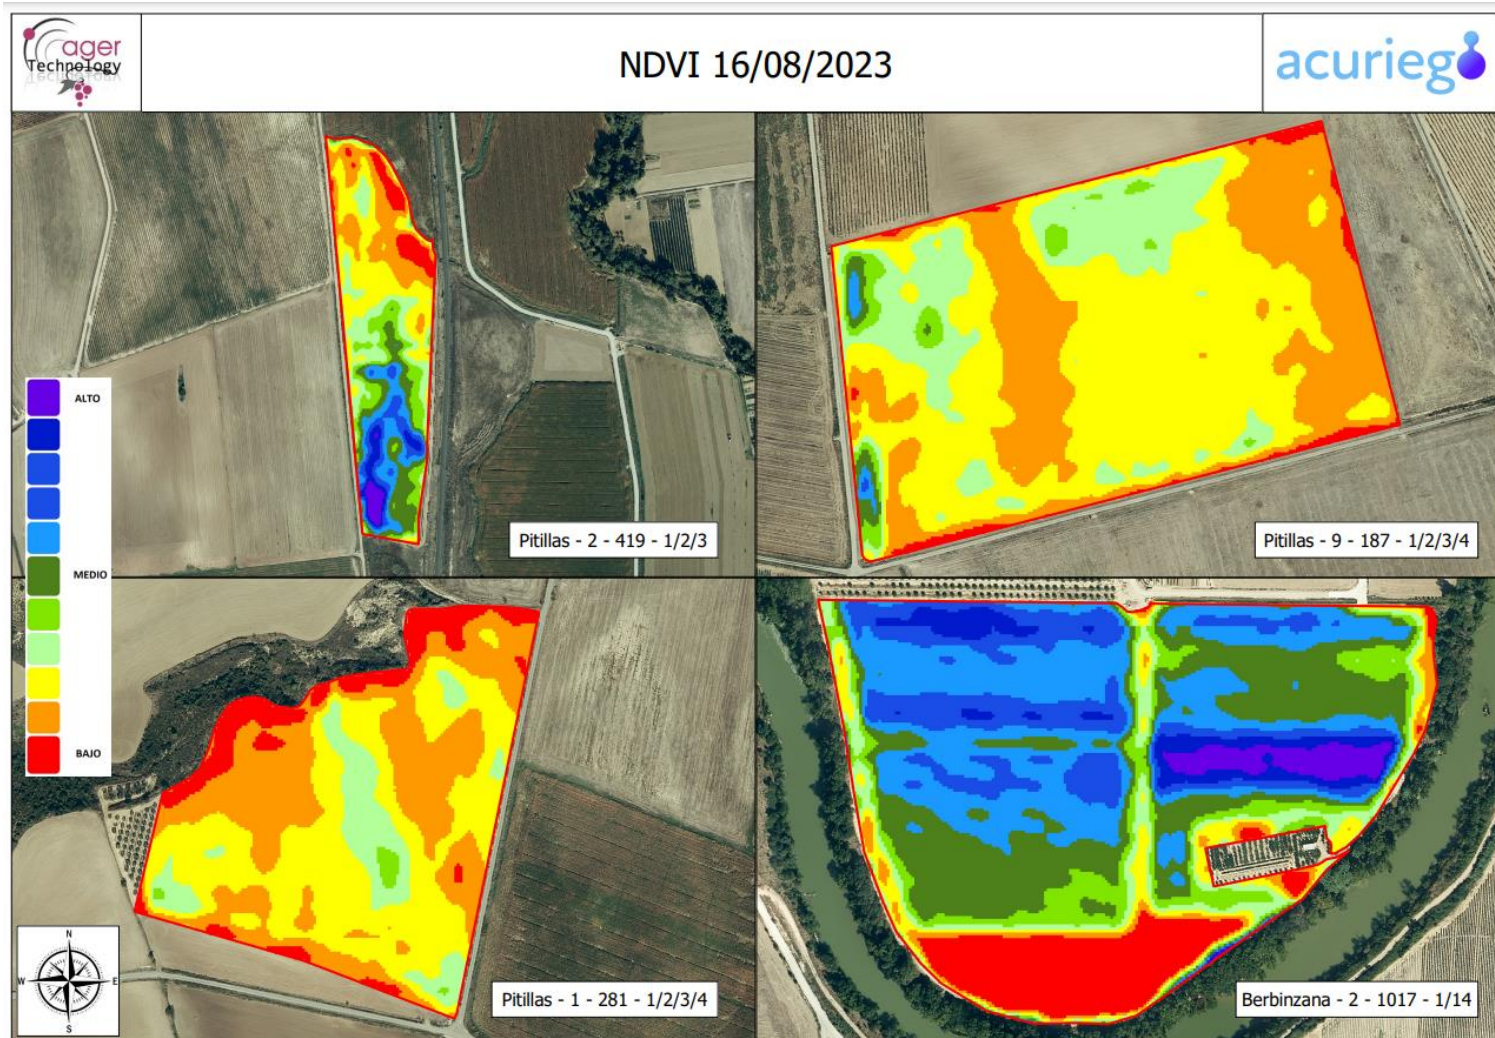 ager
Technology
NDVI 16/08/2023
acuriego
ALTO
MEDIO
BAJO
Pitillas - 2 - 419 - 1/2/3
Pitillas - 9 - 187 - 1/2/3/4
N
W
E
S
Pitillas - 1 - 281 - 1/2/3/4
Berbinzana - 2 - 1017 - 1/14